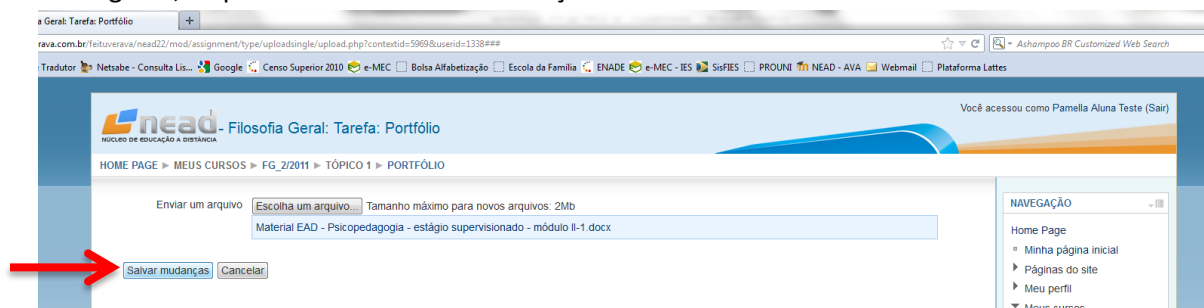 a Geral: Tarefa: Portfólio +
rava.com.br/feituverava/nead22/mod/assignment/type/uploadsingle/upload.php?contextid=5969&userid=1338### Ashampoo BR Customized Web Search
Tradutor Netsabe - Consulta Lis... Google Censo Superior 2010 e-MEC Bolsa Alfabetização Escola da Família ENADE e-MEC - IES SisFIES PROUNI NEAD - AVA Webmail Plataforma Lattes
Você acessou como Pamella Aluna Teste (Sair)
nead - Filosofia Geral: Tarefa: Portfólio
NÚCLEO DE EDUCAÇÃO A DISTÂNCIA
HOME PAGE ► MEUS CURSOS ► FG_2/2011 ► TÓPICO 1 ► PORTFÓLIO
Enviar um arquivo Escolha um arquivo... Tamanho máximo para novos arquivos: 2Mb
Material EAD - Psicopedagogia - estágio supervisionado - módulo II-1.docx
Salvar mudanças Cancelar
NAVEGAÇÃO
Home Page
Minha página inicial
Páginas do site
Meu perfil
Meus cursos